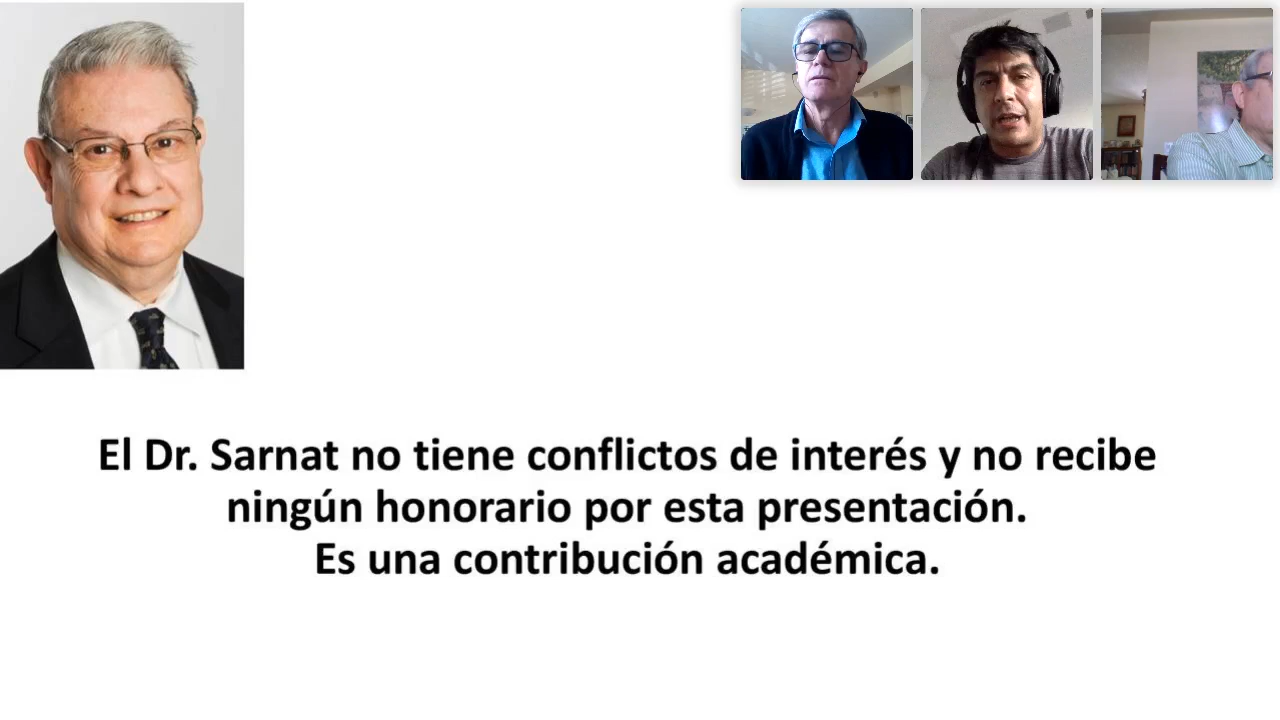 El Dr. Sarnat no tiene conflictos de interés y no recibe
ningún honorario por esta presentación.
Es una contribución académica.